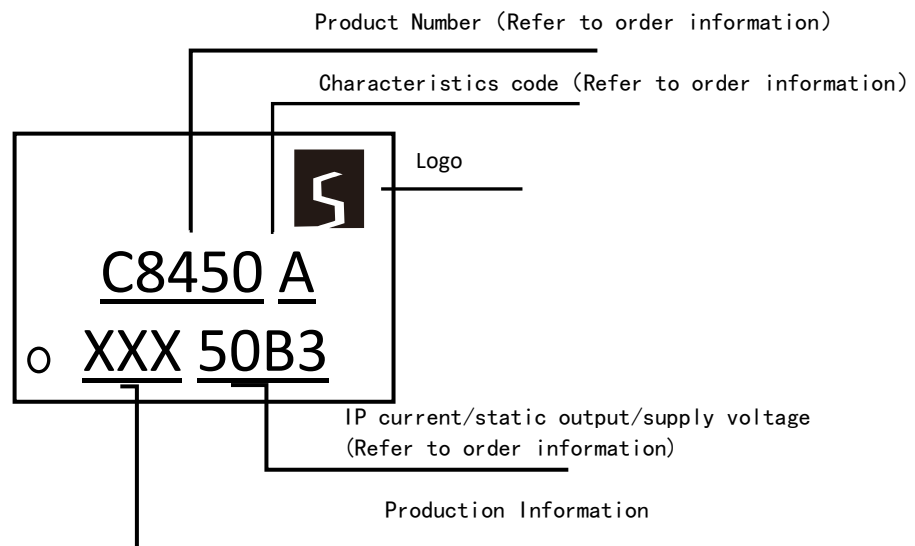 Product Number (Refer to order information)
Characteristics code (Refer to order information)
Logo
C8450 A
XXX 50B3
IP current/static output/supply voltage
(Refer to order information)
Production Information